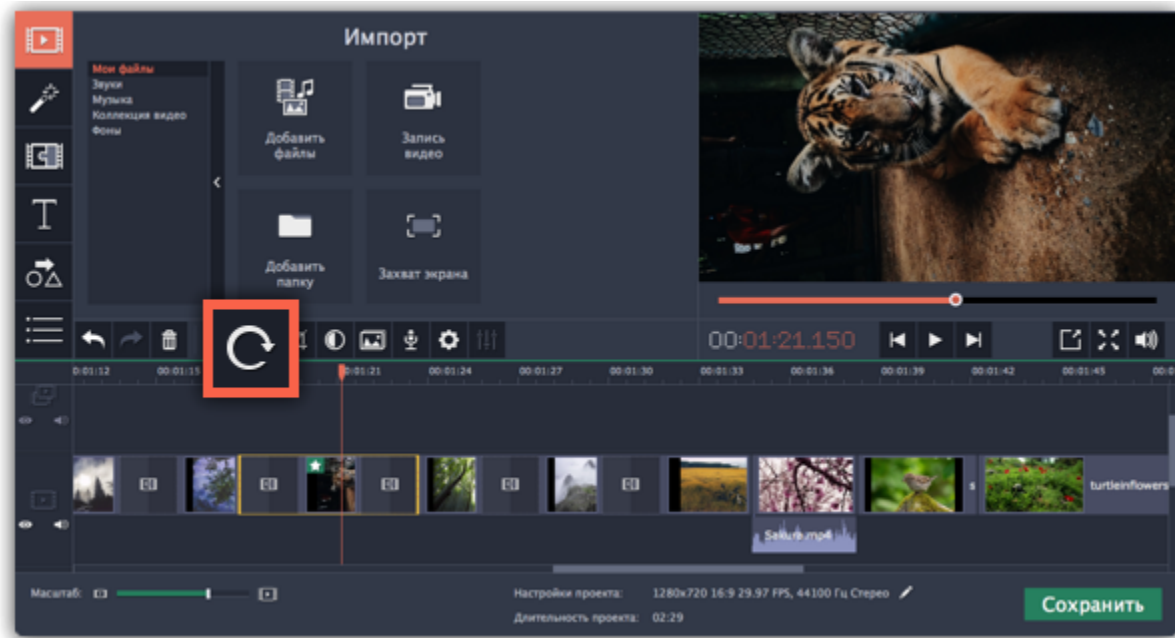 Импорт
Мои файлы
Звуки
Музыка
Коллекция видео
Фоны
Добавить
файлы
Запись
видео
Добавить
папку
Захват экрана
T
00:01:21.150
0:01:12
00:01:15
0:01:21
00:01:24
00:01:27
00:01:30
00:01:33
00:01:36
00:01:39
00:01:42
00:01:45
00:0
s
turtleinflowers
Sakura.mp4
Масштаб:
Настройки проекта: 1280x720 16:9 29.97 FPS, 44100 Гц Стерео
Длительность проекта: 02:29
Сохранить